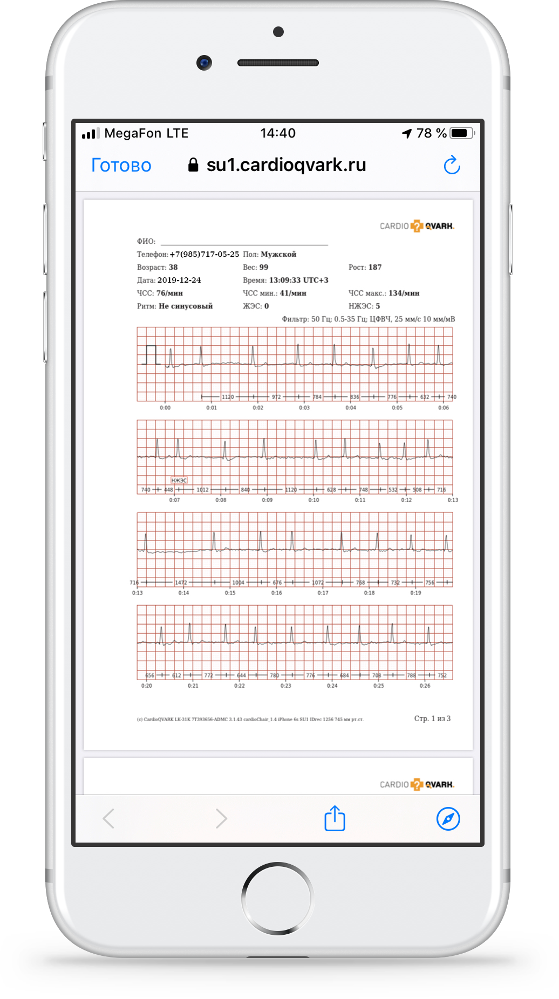 MegaFon LTE 14:40 78 %
Готово su1.cardioqvark.ru
CARDIO QVARK.
ФИО:
Телефон: +7(985)717-05-25 Пол: Мужской
Возраст: 38 Вес: 99 Рост: 187
Дата: 2019-12-24 Время: 13:09:33 UTC+3
ЧСС: 76/мин ЧСС мин.: 41/мин ЧСС макс.: 134/мин
Ритм: Не синусовый ЖЭС: 0 НЖЭС: 5
Фильтр: 50 Гц; 0.5-35 Гц; ЦФВЧ, 25 мм/с 10 мм/мВ
1120 972 784 836 776 632 740
0:00 0:01 0:02 0:03 0:04 0:05 0:06
НЖЭС
740 448 1012 840 1120 628 748 532 508 716
0:07 0:08 0:09 0:10 0:11 0:12 0:13
716 1472 1004 676 1072 768 732 756
0:13 0:14 0:15 0:16 0:17 0:18 0:19
656 612 772 644 780 776 684 708 788 752
0:20 0:21 0:22 0:23 0:24 0:25 0:26
(c) CardioQVARK LK-31K 7T393656-ADMC 3.1.43 cardioChair_1.4 iPhone 6s SU1 IDrec 1256 745 мм рт.ст. Стр. 1 из 3
CARDIO QVARK.